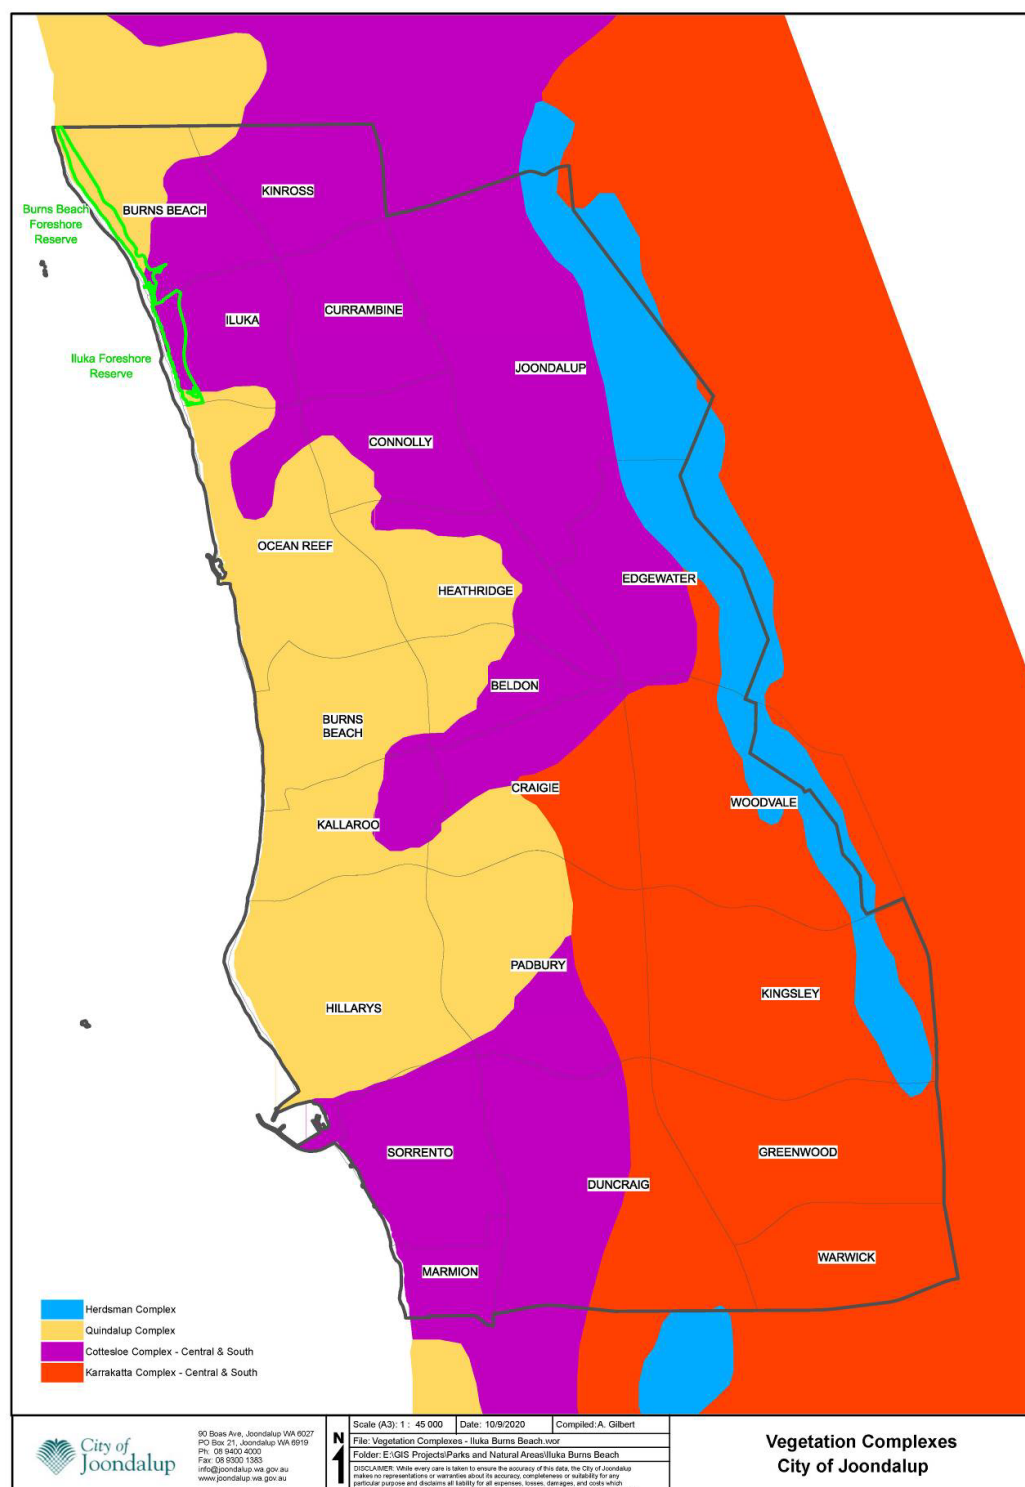 KINROSS
Burns Beach
Foreshore
Reserve
BURNS BEACH
ILUKA
CURRAMBINE
Iluka Foreshore
Reserve
JOONDALUP
CONNOLLY
OCEAN REEF
HEATHRIDGE
EDGEWATER
BELDON
BURNS
BEACH
CRAIGIE
WOODVALE
KALLAROO
PADBURY
KINGSLEY
HILLARYS
SORRENTO
GREENWOOD
DUNCRAIG
WARWICK
MARMION
Herdsman Complex
Quindalup Complex
Cottesloe Complex - Central & South
Karrakatta Complex - Central & South
City of
Joondalup
90 Boas Ave, Joondalup WA 6027
PO Box 21, Joondalup WA 6919
Ph: 08 9400 4000
Fax: 08 9300 1383
info@joondalup.wa.gov.au
www.joondalup.wa.gov.au
N
Scale (A3): 1 : 45 000
Date: 10/9/2020
Compiled: A. Gilbert
File: Vegetation Complexes - Iluka Burns Beach.wor
Folder: E:\GIS Projects\Parks and Natural Areas\Iluka Burns Beach
DISCLAIMER: While every care is taken to ensure the accuracy of this data, the City of Joondalup
makes no representations or warranties about its accuracy, completeness or suitability for any
particular purpose and disclaims all liability for all expenses, losses, damages, and costs which
Vegetation Complexes
City of Joondalup